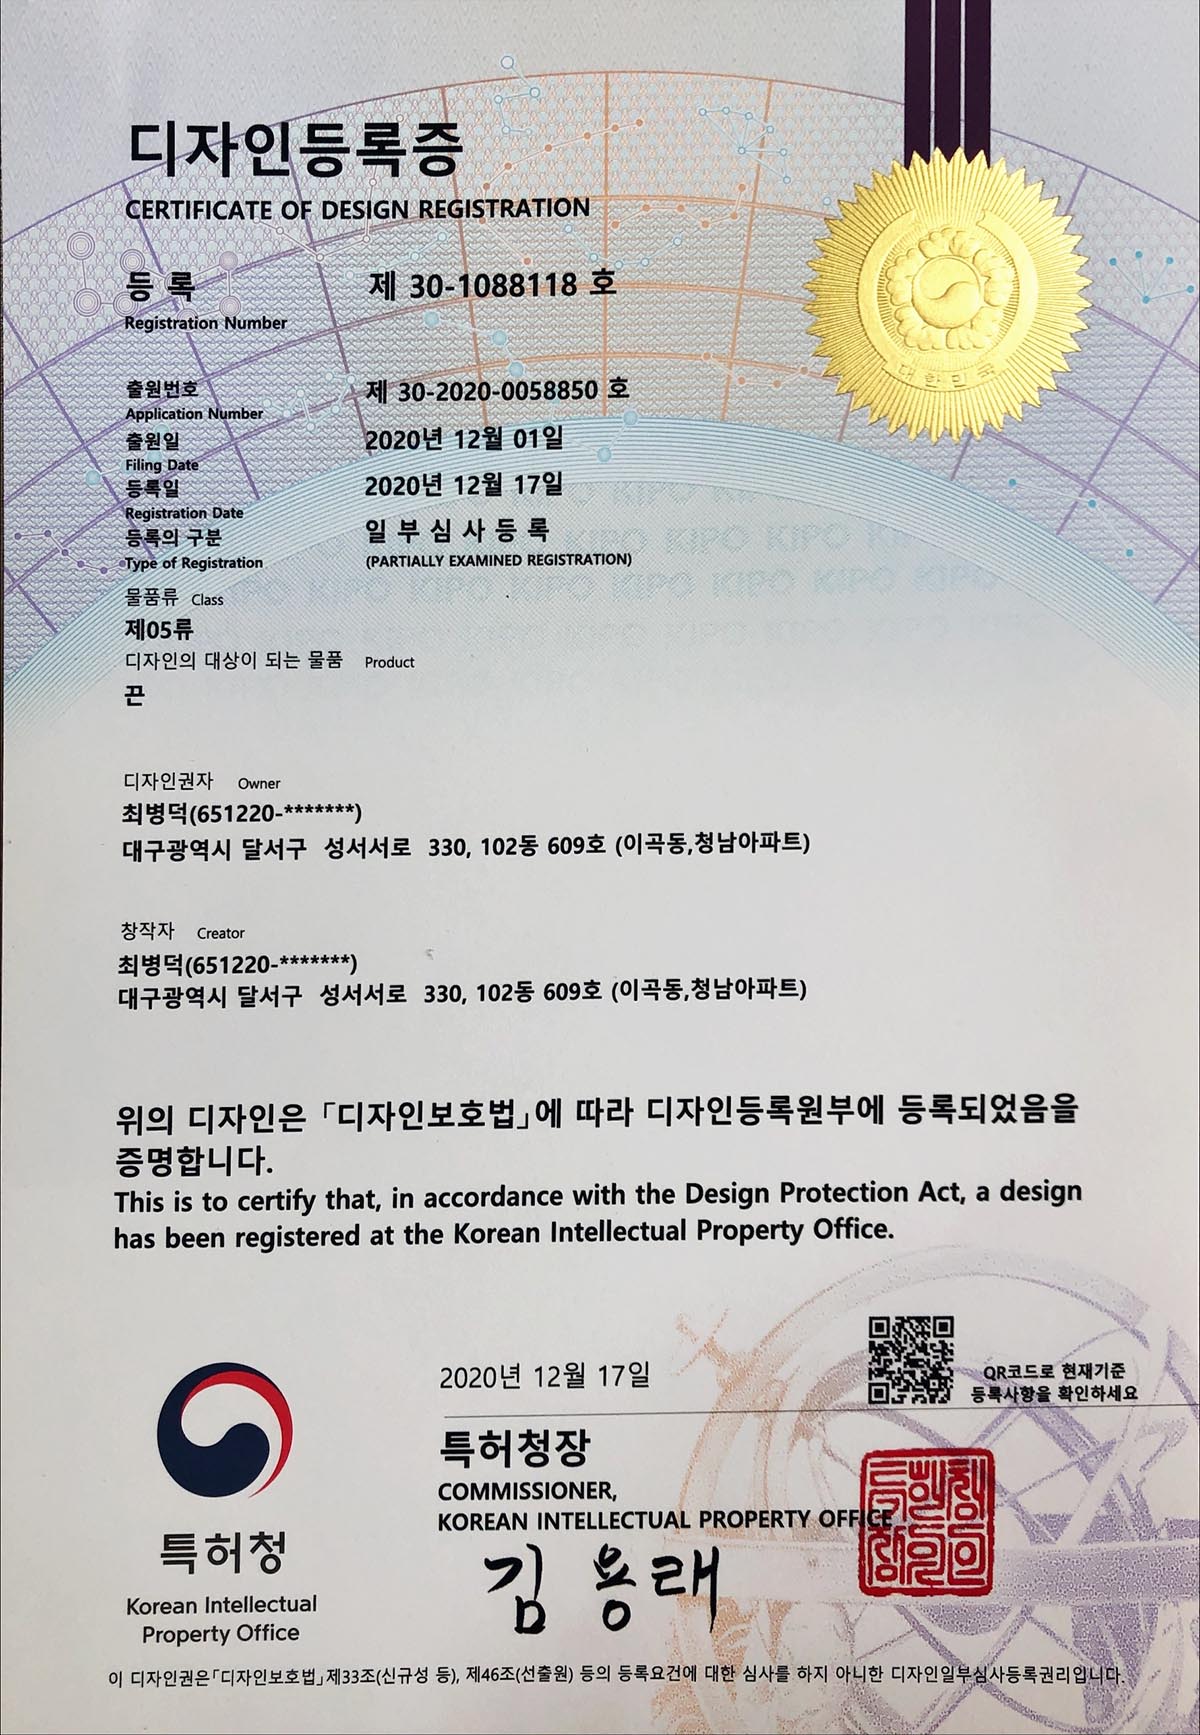 디자인등록증
CERTIFICATE OF DESIGN REGISTRATION
등 록 제 30-1088118 호
Registration Number
출원번호 제 30-2020-0058850 호
Application Number
출원일 2020년 12월 01일
Filing Date
등록일 2020년 12월 17일
Registration Date
등록의 구분 일 부 심 사 등 록
Type of Registration (PARTIALLY EXAMINED REGISTRATION)
물품류 Class
제05류
디자인의 대상이 되는 물품 Product
끈
디자인권자 Owner
최병덕(651220-*******)
대구광역시 달서구 성서서로 330, 102동 609호 (이곡동,청남아파트)
창작자 Creator
최병덕(651220-*******)
대구광역시 달서구 성서서로 330, 102동 609호 (이곡동,청남아파트)
위의 디자인은 「디자인보호법」에 따라 디자인등록원부에 등록되었음을
증명합니다.
This is to certify that, in accordance with the Design Protection Act, a design
has been registered at the Korean Intellectual Property Office.
2020년 12월 17일
QR코드로 현재기준
등록사항을 확인하세요
특허청장
COMMISSIONER,
KOREAN INTELLECTUAL PROPERTY OFFICE
김 용 래
특허청
Korean Intellectual
Property Office
이 디자인권은「디자인보호법」제33조(신규성 등), 제46조(선출원) 등의 등록요건에 대한 심사를 하지 아니한 디자인일부심사등록권리입니다.
대한민국